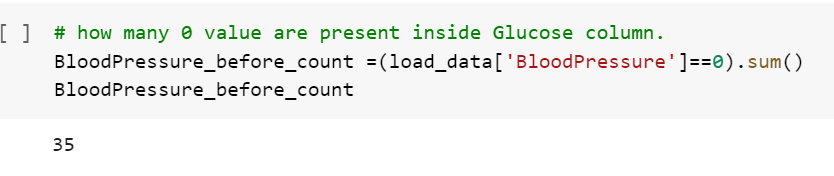 [ ] # how many 0 value are present inside Glucose column.
BloodPressure_before_count =(load_data['BloodPressure']==0).sum()
BloodPressure_before_count
35